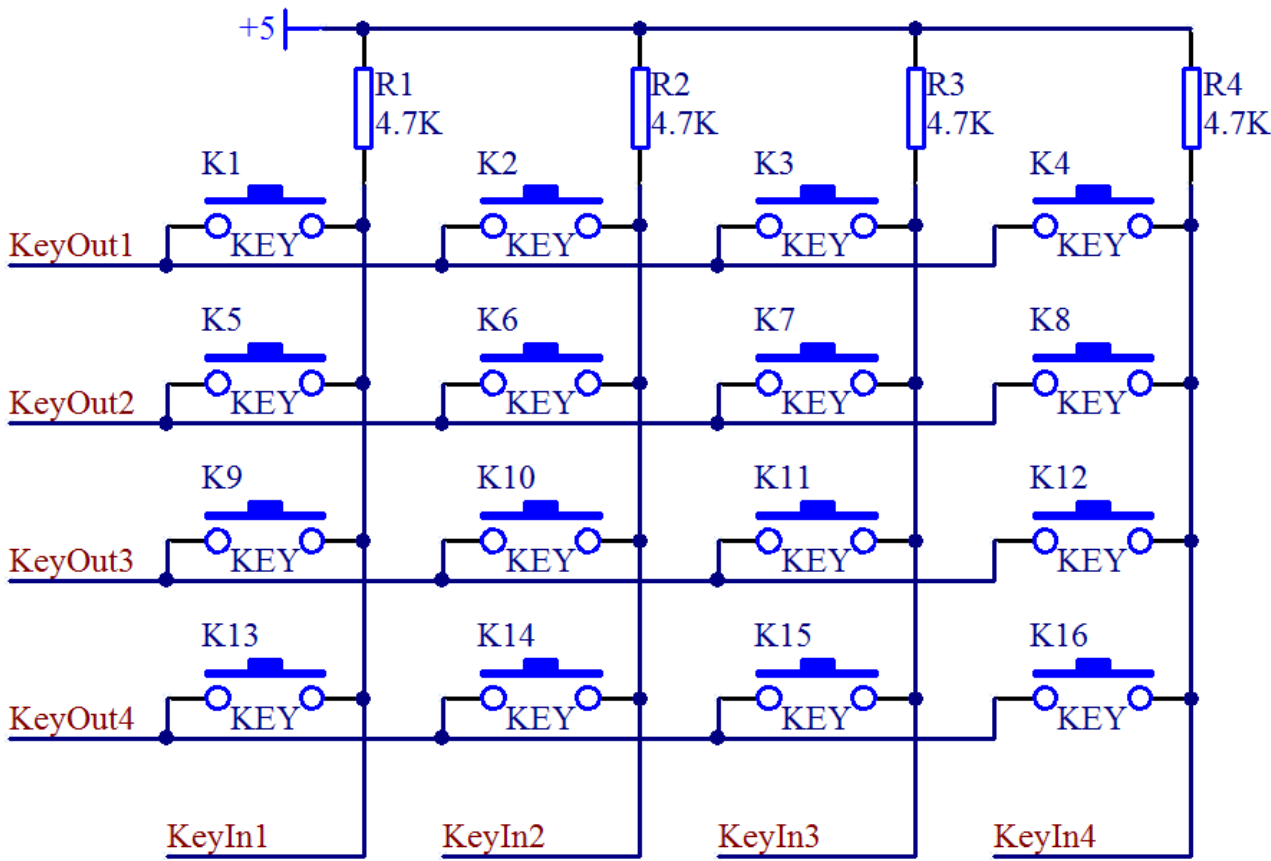 +5
R1 R2 R3 R4
4.7K 4.7K 4.7K 4.7K
K1 K2 K3 K4
KeyOut1 KEY KEY KEY KEY
K5 K6 K7 K8
KeyOut2 KEY KEY KEY KEY
K9 K10 K11 K12
KeyOut3 KEY KEY KEY KEY
K13 K14 K15 K16
KeyOut4 KEY KEY KEY KEY
KeyIn1 KeyIn2 KeyIn3 KeyIn4